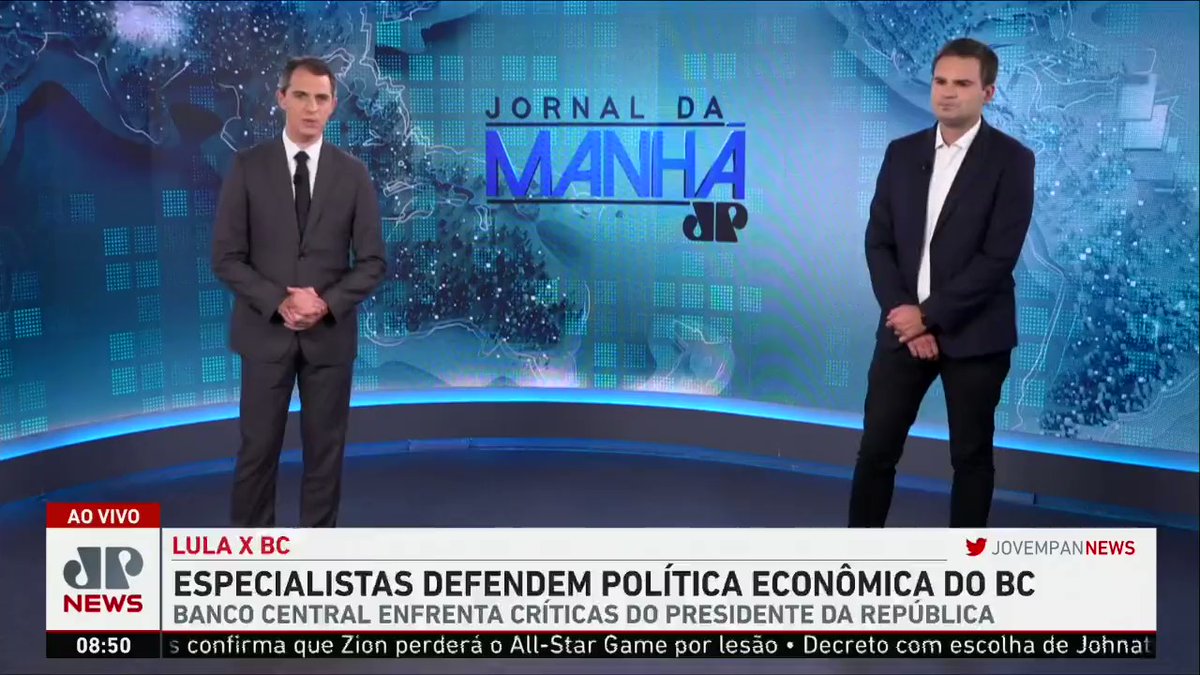 JORNAL DA
MANHÃ
JP
AO VIVO
JP
NEWS
LULA X BC
JOVEMPANNEWS
ESPECIALISTAS DEFENDEM POLÍTICA ECONÔMICA DO BC
BANCO CENTRAL ENFRENTA CRÍTICAS DO PRESIDENTE DA REPÚBLICA
08:50
s confirma que Zion perderá o All-Star Game por lesão • Decreto com escolha de Johnat